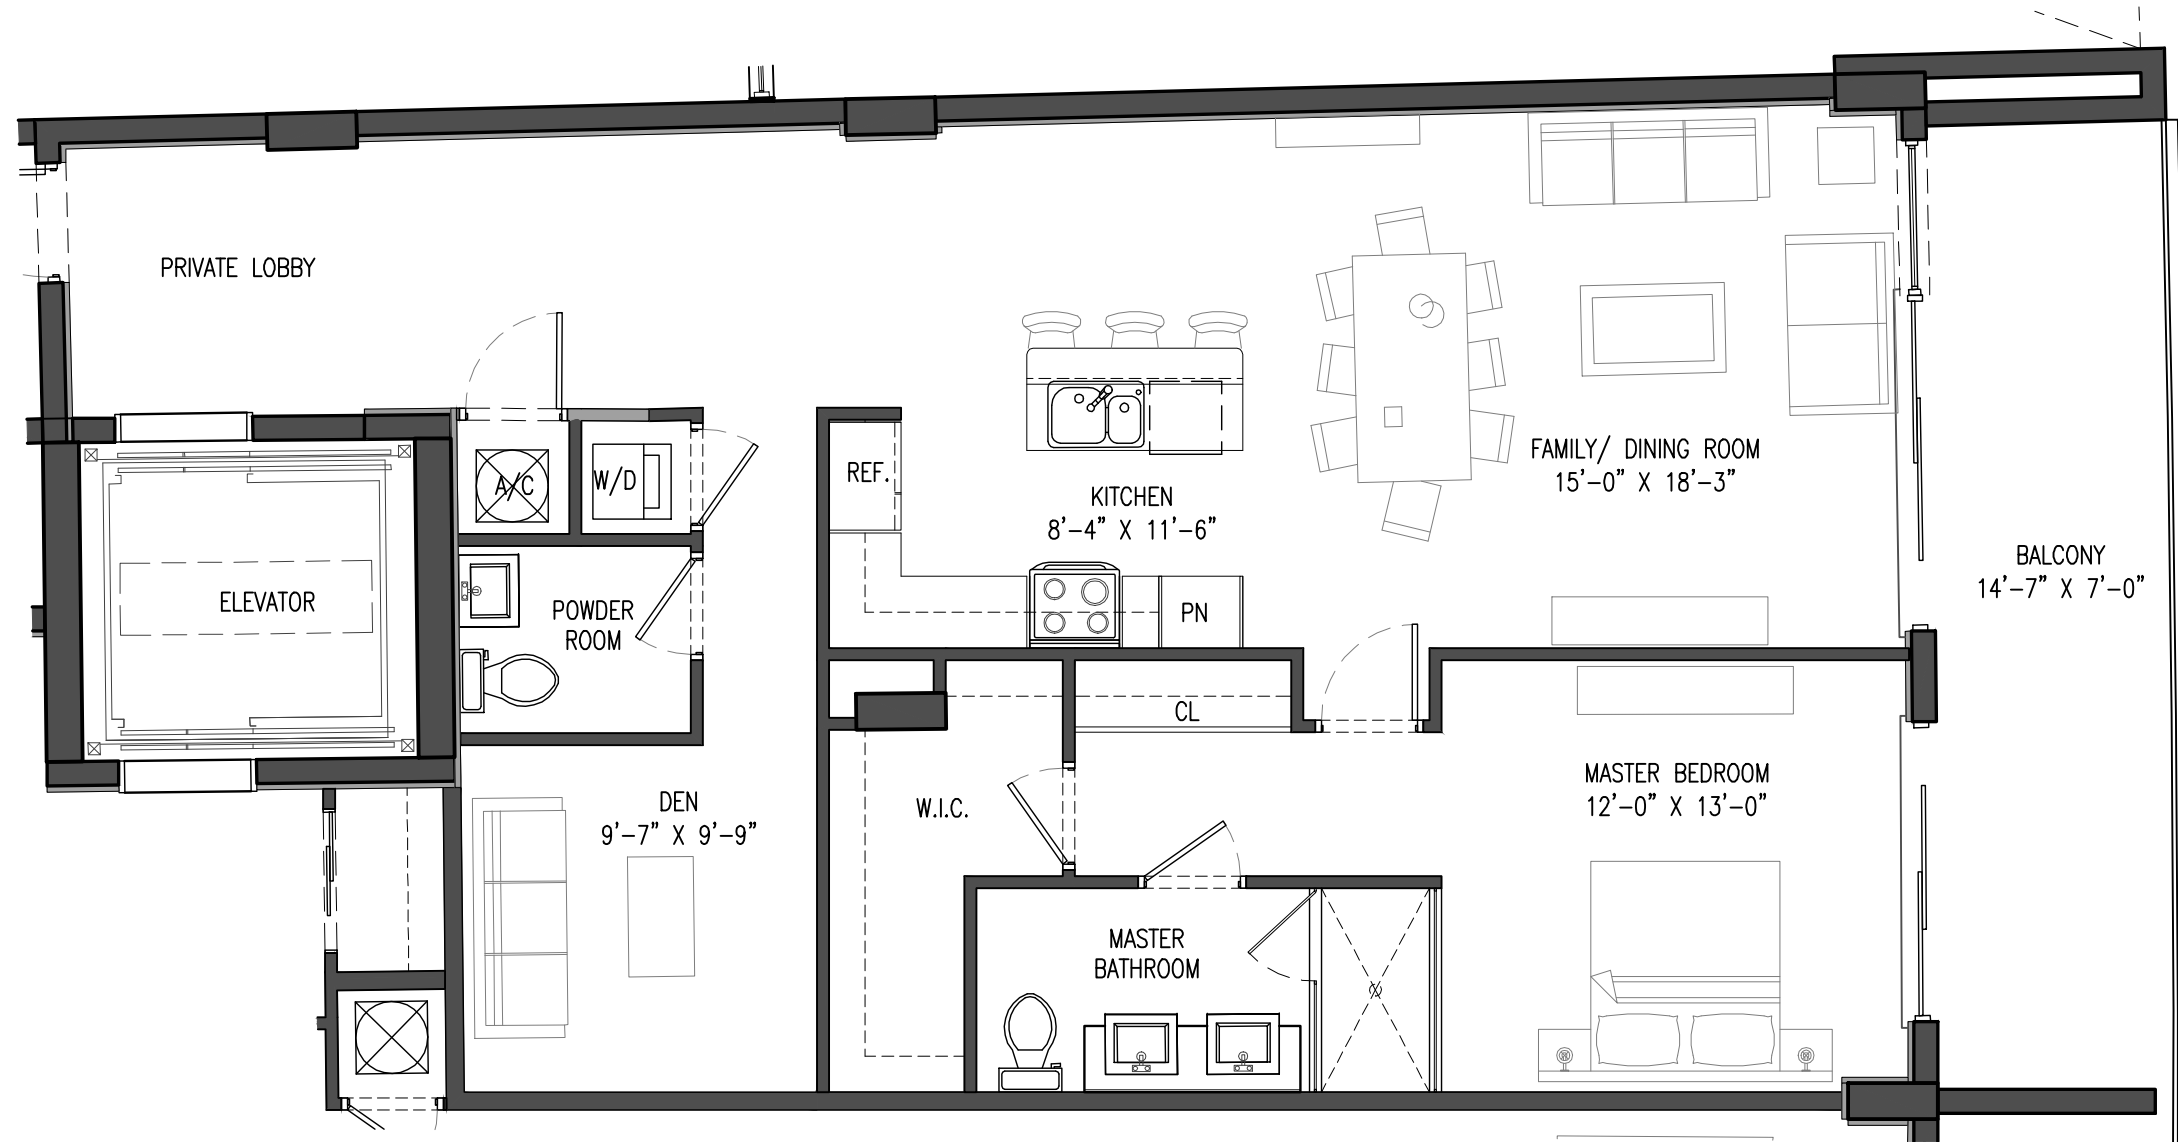 PRIVATE LOBBY
ELEVATOR
A/C
W/D
POWDER
ROOM
DEN
9'-7" X 9'-9"
REF.
KITCHEN
8'-4" X 11'-6"
PN
FAMILY/ DINING ROOM
15'-0" X 18'-3"
BALCONY
14'-7" X 7'-0"
CL
W.I.C.
MASTER BEDROOM
12'-0" X 13'-0"
MASTER
BATHROOM